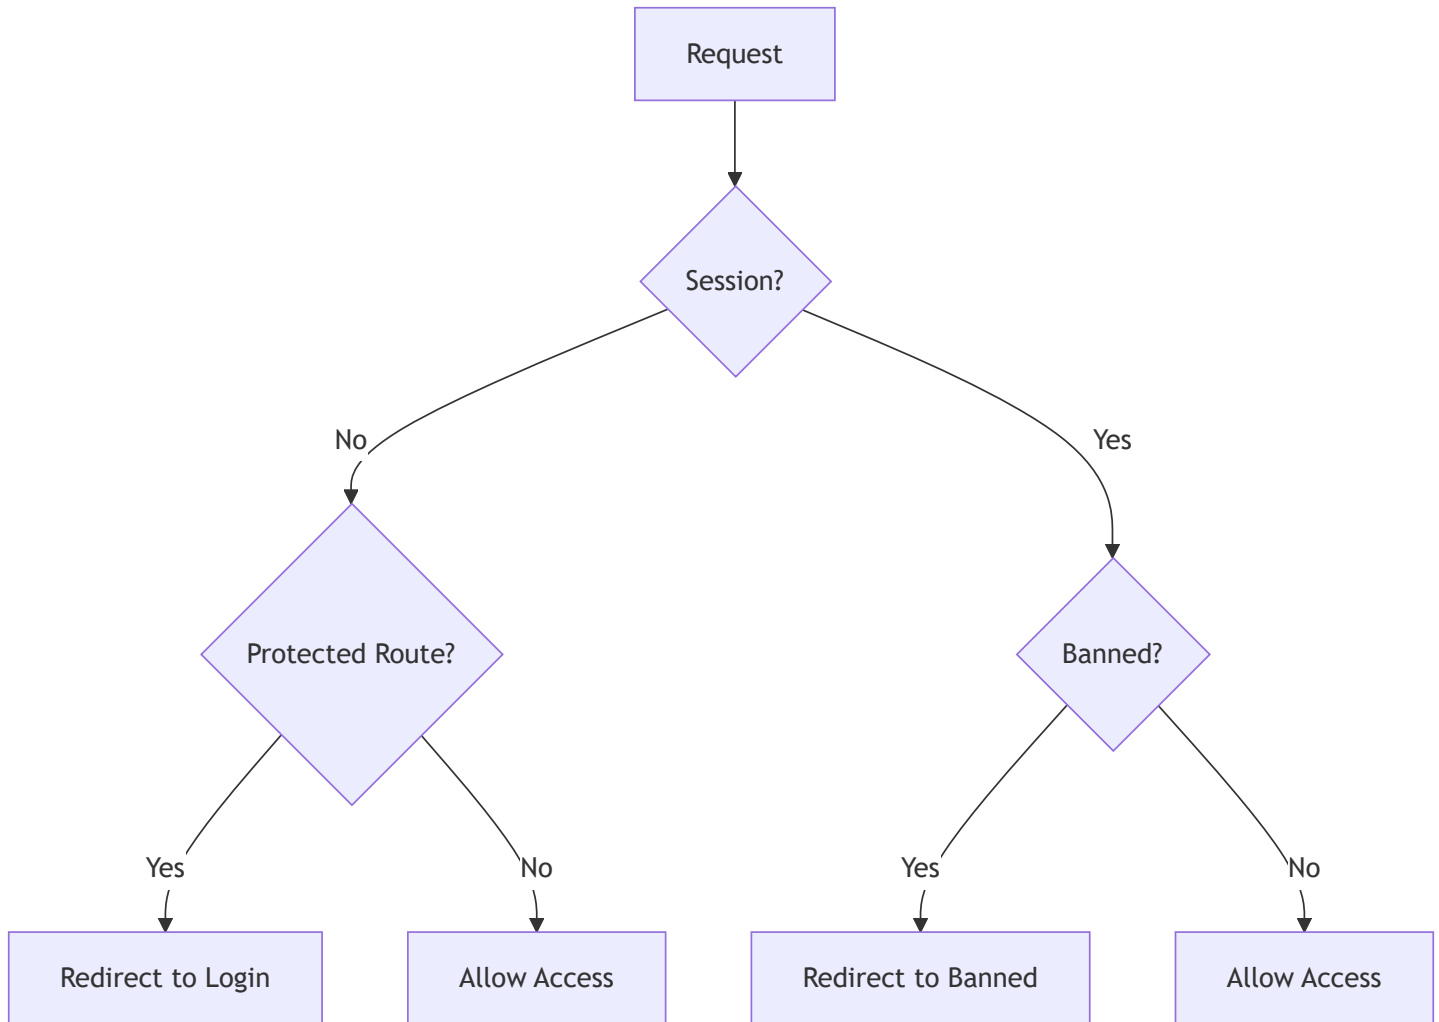 Request
Session?
No
Yes
Protected Route?
Banned?
Yes
No
Yes
No
Redirect to Login
Allow Access
Redirect to Banned
Allow Access